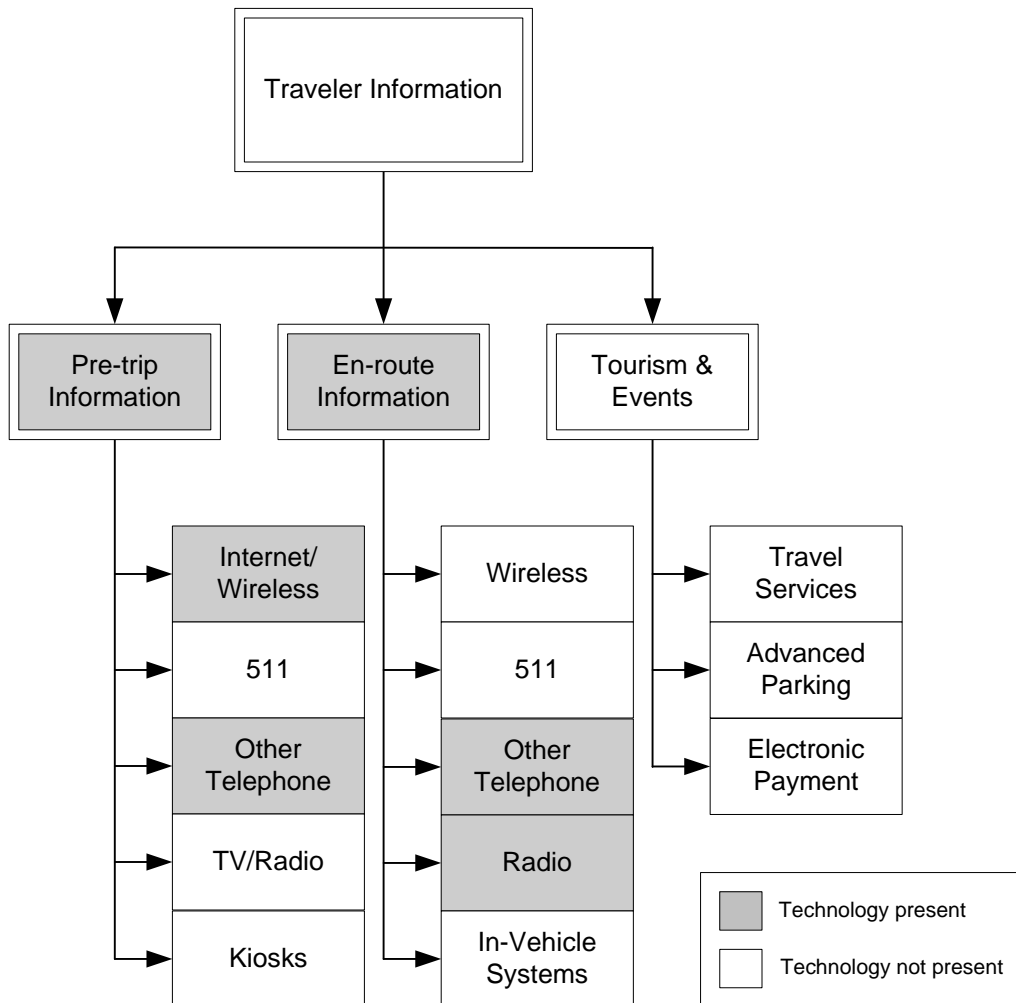 Traveler Information
Pre-trip
Information
En-route
Information
Tourism &
Events
Internet/
Wireless
511
Other
Telephone
TV/Radio
Kiosks
Wireless
511
Other
Telephone
Radio
In-Vehicle
Systems
Travel
Services
Advanced
Parking
Electronic
Payment
Technology present
Technology not present